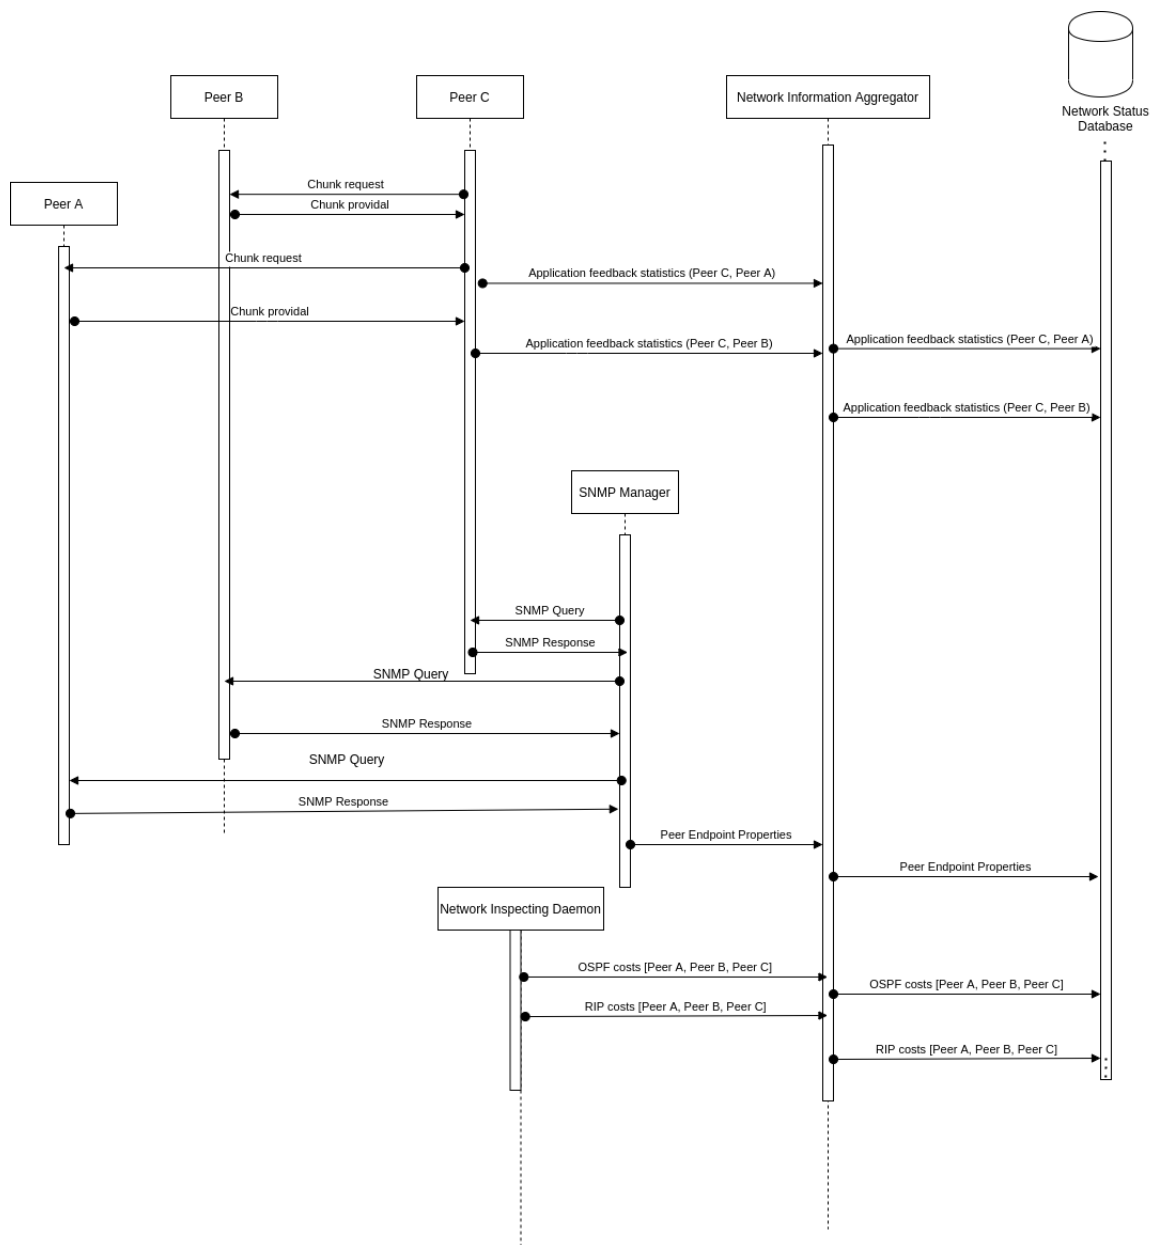 Network Status
Database
Peer B
Peer C
Network Information Aggregator
Peer A
Chunk request
Chunk providal
Chunk request
Application feedback statistics (Peer C, Peer A)
Chunk providal
Application feedback statistics (Peer C, Peer B)
Application feedback statistics (Peer C, Peer A)
Application feedback statistics (Peer C, Peer B)
SNMP Manager
SNMP Query
SNMP Response
SNMP Query
SNMP Response
SNMP Query
SNMP Response
Peer Endpoint Properties
Peer Endpoint Properties
Network Inspecting Daemon
OSPF costs [Peer A, Peer B, Peer C]
OSPF costs [Peer A, Peer B, Peer C]
RIP costs [Peer A, Peer B, Peer C]
RIP costs [Peer A, Peer B, Peer C]